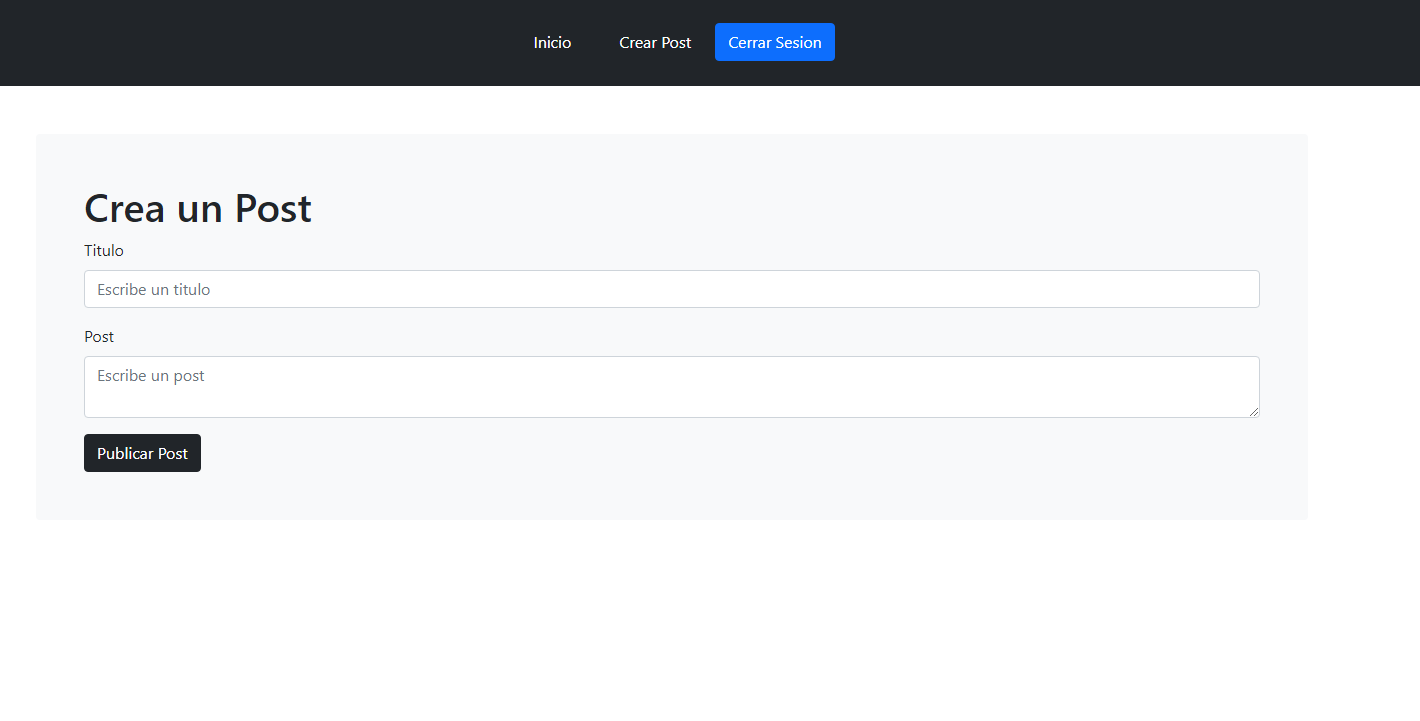 Inicio Crear Post Cerrar Sesion
Crea un Post
Titulo
Escribe un titulo
Post
Escribe un post
Publicar Post